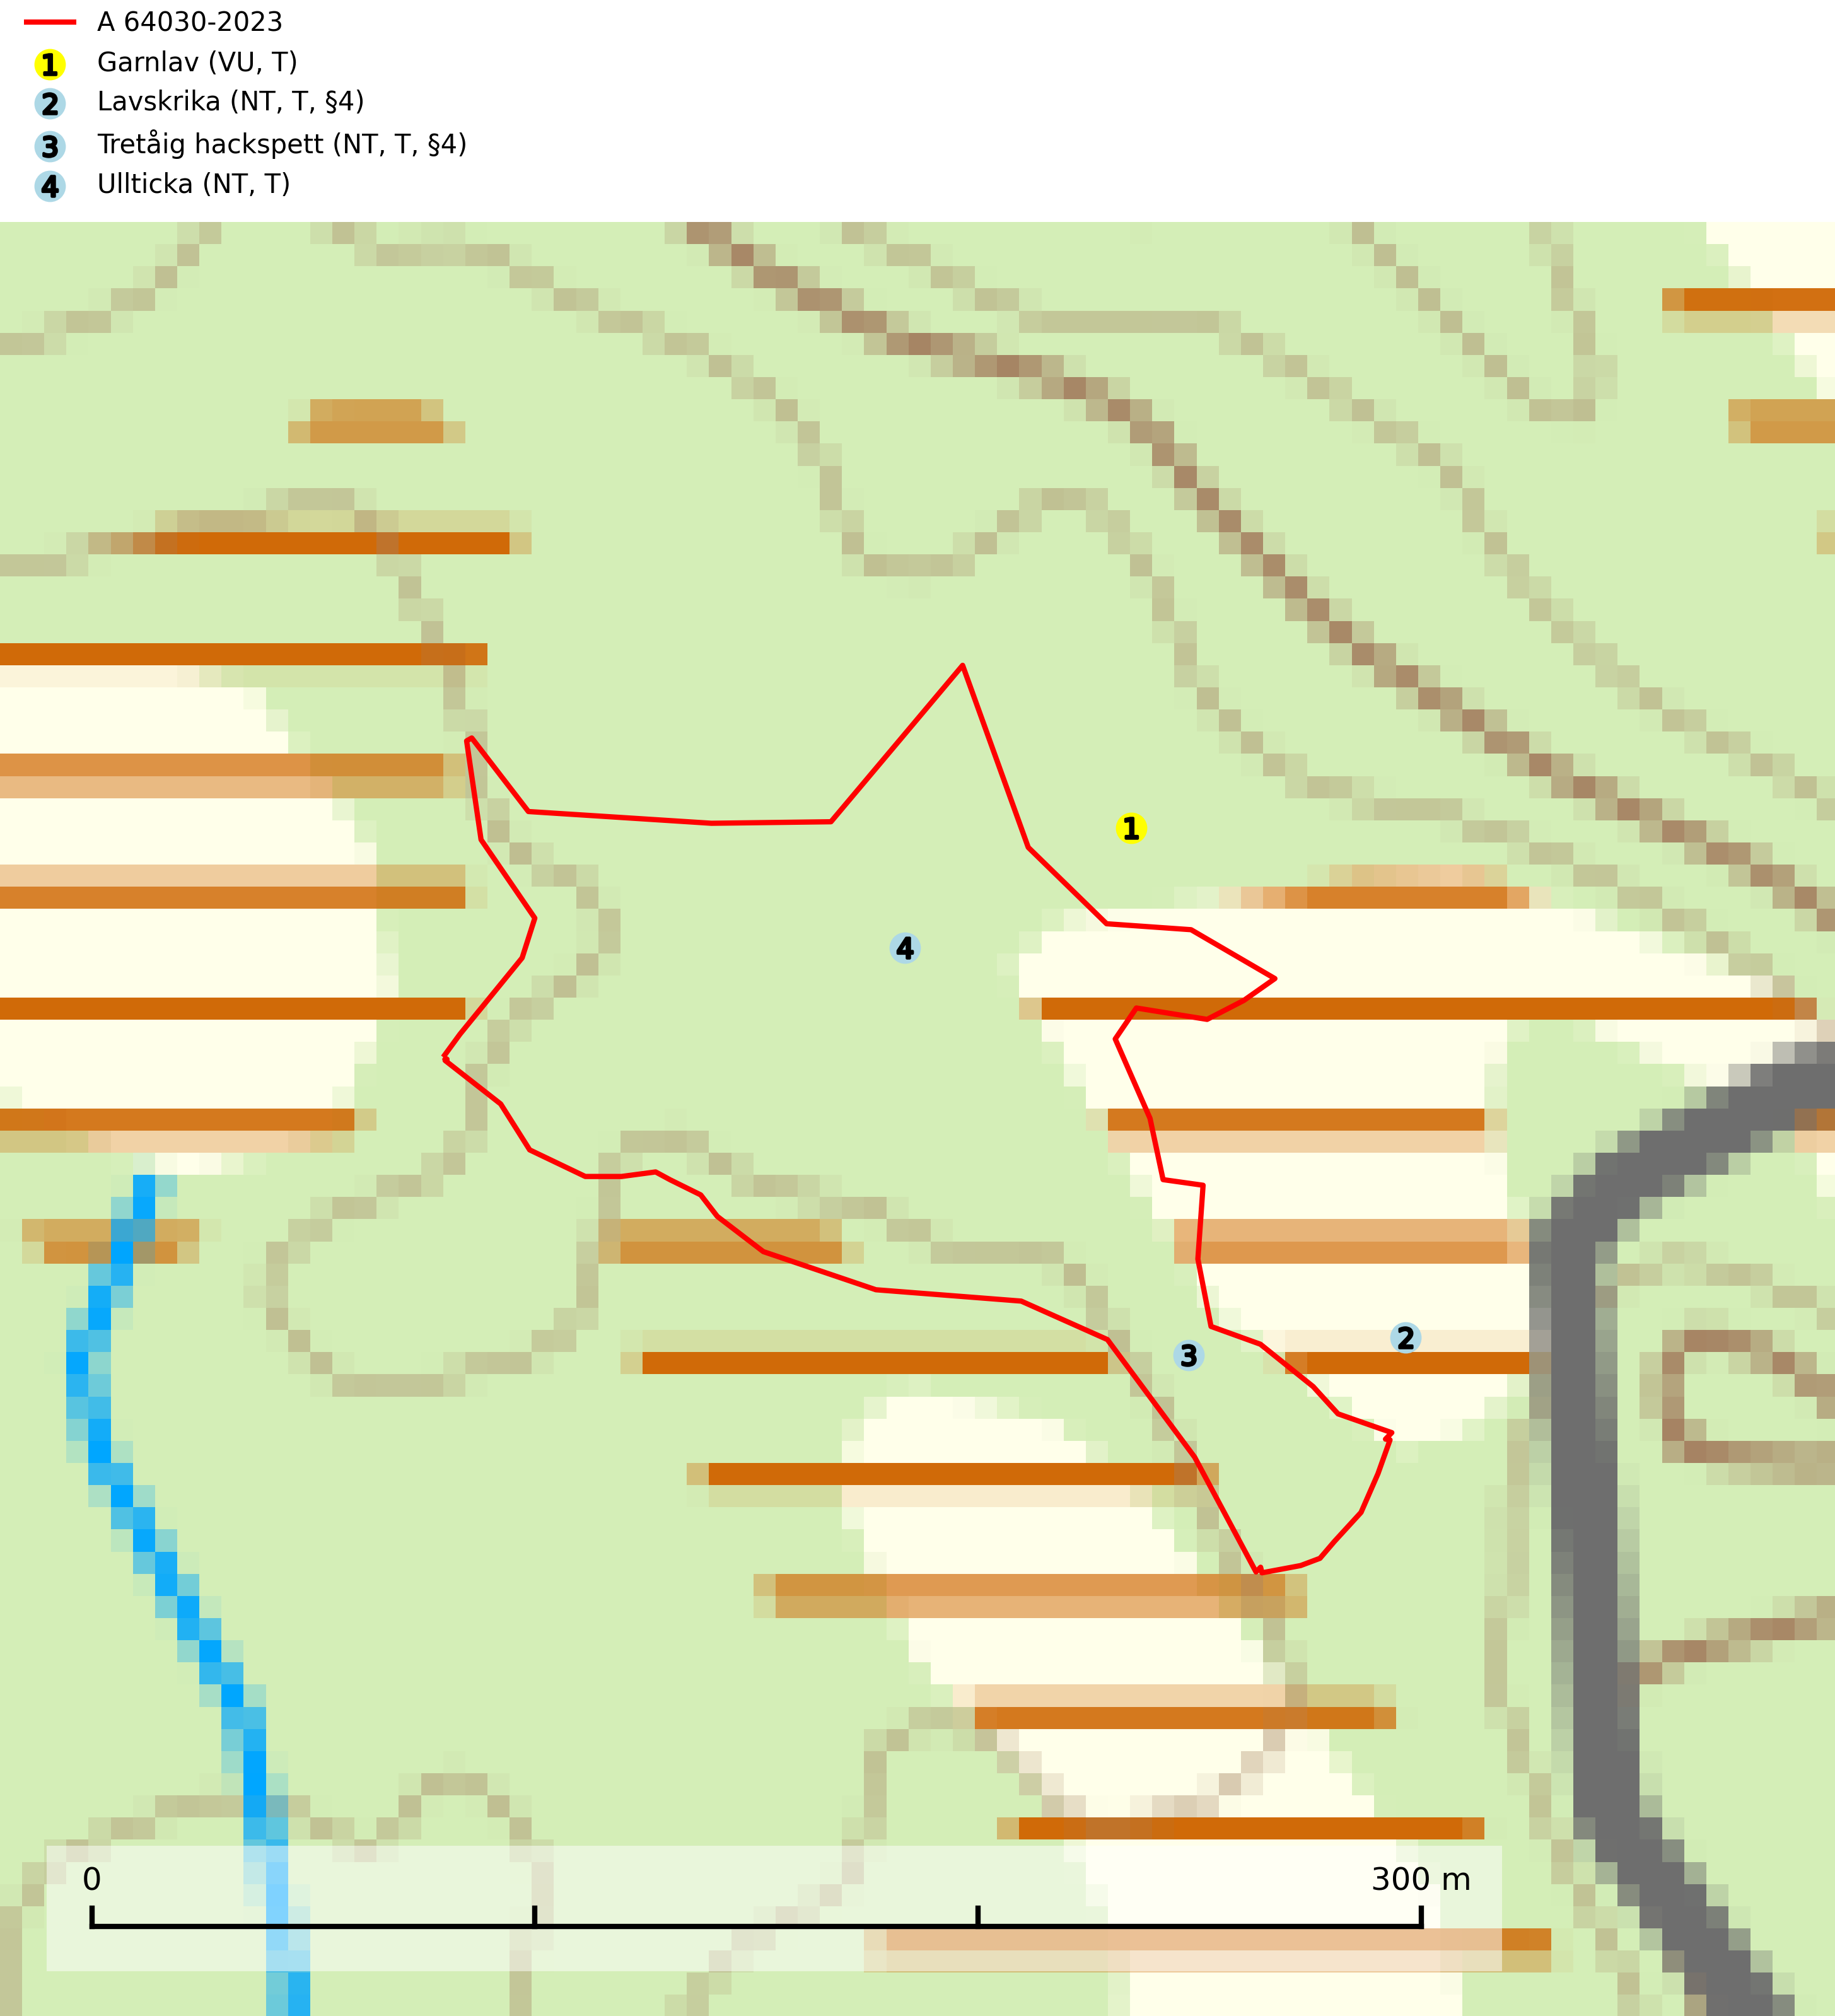 A 64030-2023
1 Garnlav (VU, T)
2 Lavskrika (NT, T, §4)
3 Tretåig hackspett (NT, T, §4)
4 Ullticka (NT, T)
1
4
2
3
0 300 m